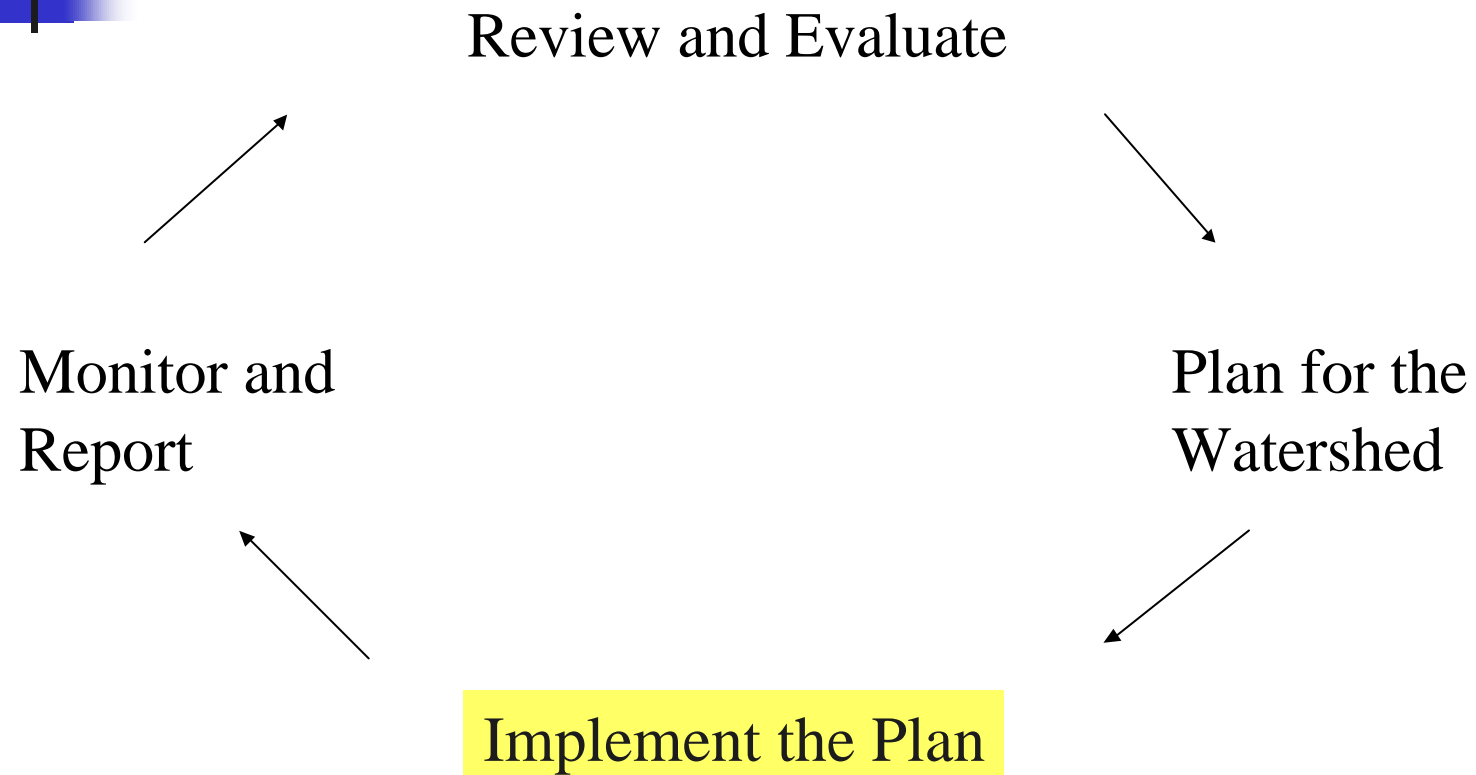 Review and Evaluate
Monitor and
Report
Plan for the
Watershed
Implement the Plan